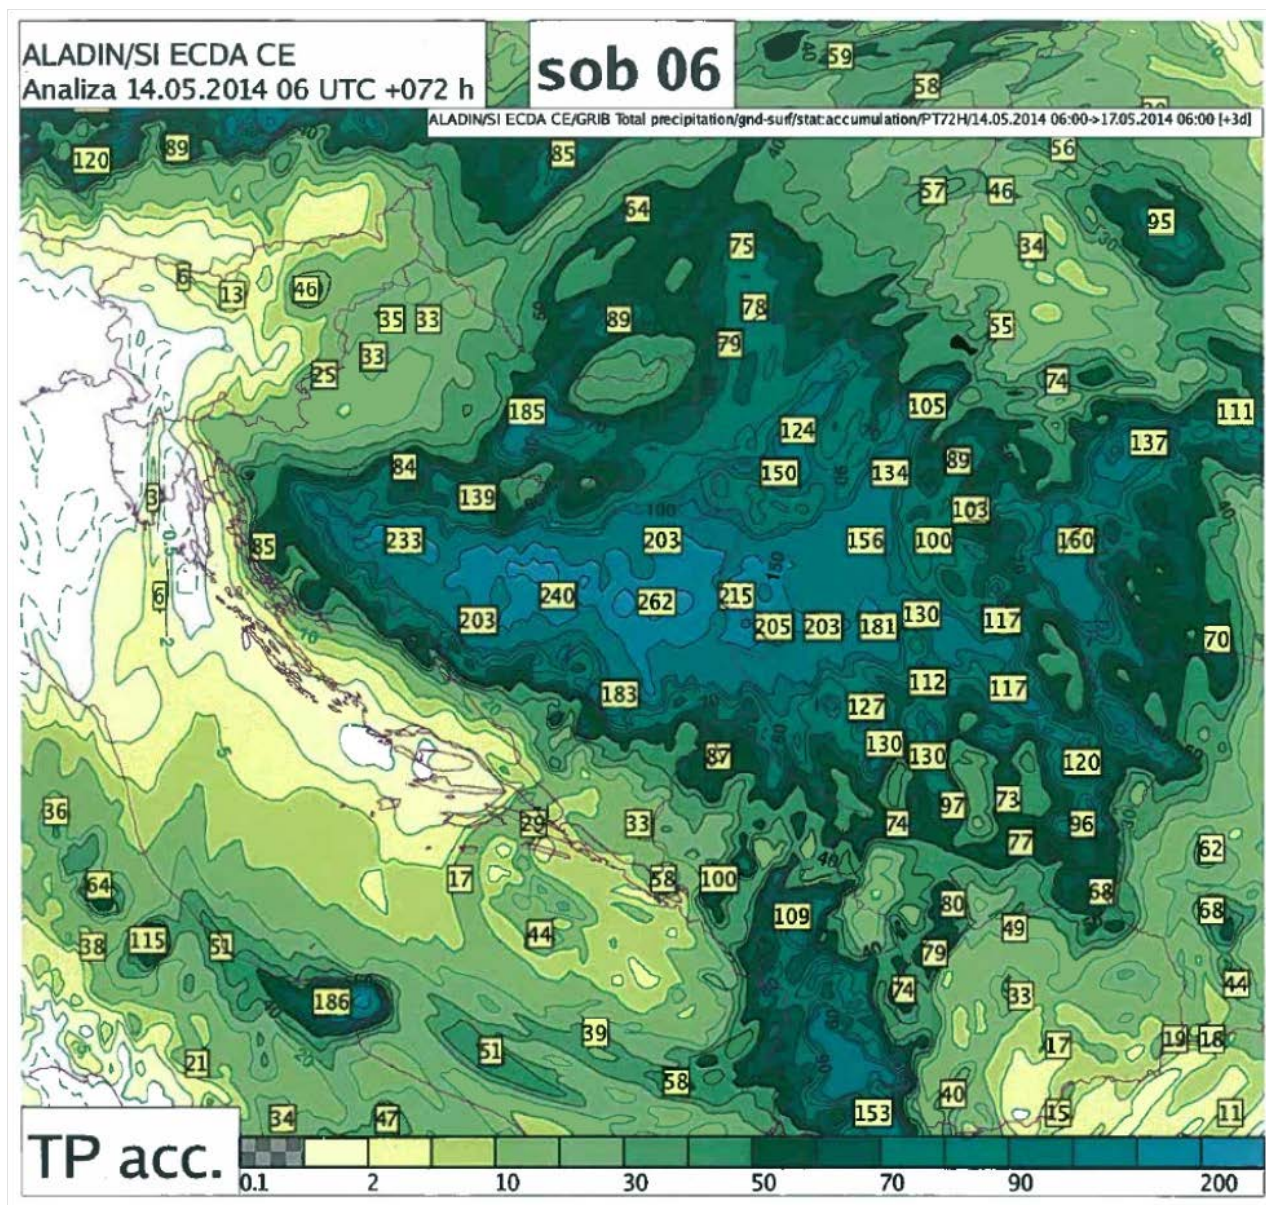 ALADIN/SI ECDA CE
Analiza 14.05.2014 06 UTC +072 h
sob 06
ALADIN/SI ECDA CE/GRIB Total precipitation/gnd-surf/stat:accumulation/PT72H/14.05.2014 06:00->17.05.2014 06:00 [+3d]
59
58
120 89 85 56
57 46
64 95
75 34
6 13 46
78
35 33 89 55
79
33
25 74
185 105 111
124 137
84 150 134 89
139
3 103
100
85 233 203 156 100 160
150
6 240 262 215
203 205 203 181 130 117
2 70
70
183 112 117
127
130
87 130 120
36 97 73
29 33 74 96
77
40 62
17 58 100
64 80 68
109 68
38 115 51 44 49
79
186 74 33 44
39
51 17 19 18
21 58
34 47 153 40 15 11
TP acc.
0.1 2 10 30 50 70 90 200